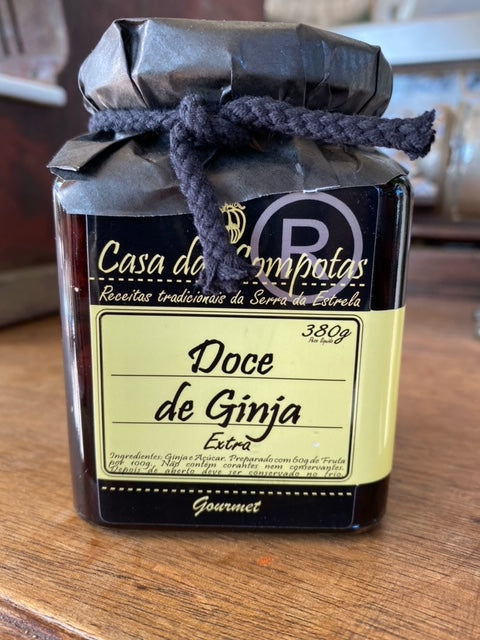 R
Casa da Compotas
Receitas tradicionais da Serra da Estrela
380g
Peso líquido
Doce
de Ginja
Extra
Ingredientes: Ginja e Açucar. Preparado com 60g de Fruta
por 100g. Não contem corantes nem conservantes.
Depois de aberto deve ser conservado no frio
Gourmet